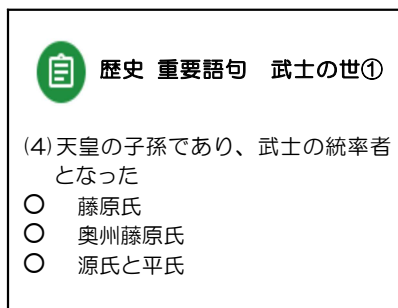 歴史 重要語句 武士の世①
(4)天皇の子孫であり、武士の統率者
となった
○ 藤原氏
○ 奥州藤原氏
○ 源氏と平氏